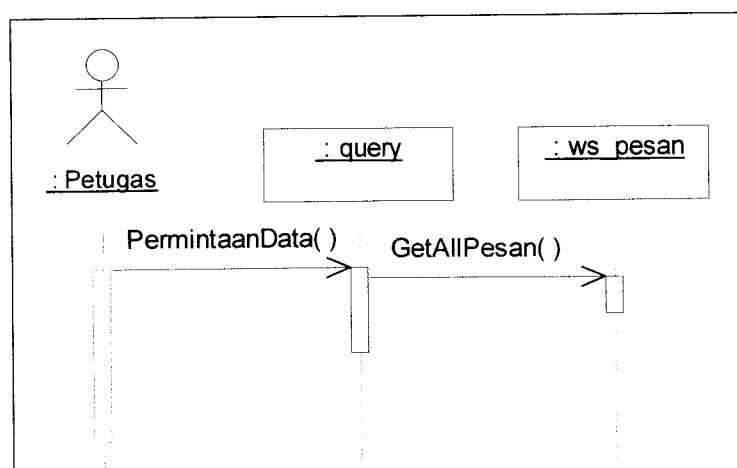 : Petugas
: query
: ws_pesan
PermintaanData( )
GetAllPesan( )